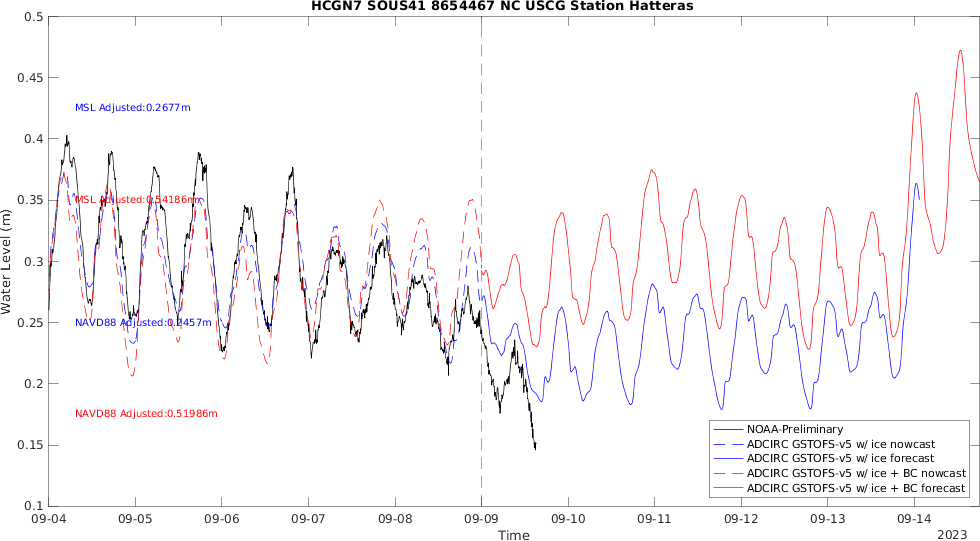 HCGN7 SOUS41 8654467 NC USCG Station Hatteras
0.5
0.45
0.4
0.35
0.3
0.25
0.2
0.15
0.1
Water Level (m)
MSL Adjusted:0.2677m
MSL Adjusted:0.54186m
NAVD88 Adjusted:0.2457m
NAVD88 Adjusted:0.51986m
NOAA-Preliminary
ADCIRC GSTOFS-v5 w/ ice nowcast
ADCIRC GSTOFS-v5 w/ ice forecast
ADCIRC GSTOFS-v5 w/ ice + BC nowcast
ADCIRC GSTOFS-v5 w/ ice + BC forecast
09-04 09-05 09-06 09-07 09-08 09-09 09-10 09-11 09-12 09-13 09-14
Time
2023